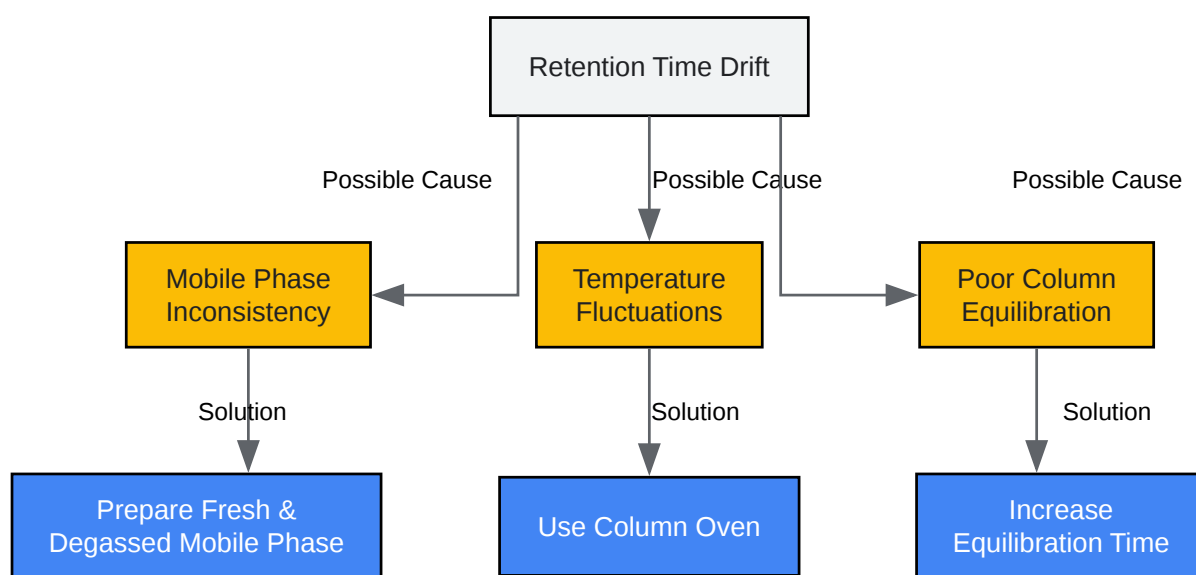 Retention Time Drift
Possible Cause
Possible Cause
Possible Cause
Mobile Phase
Inconsistency
Temperature
Fluctuations
Poor Column
Equilibration
Solution
Solution
Solution
Prepare Fresh &
Degassed Mobile Phase
Use Column Oven
Increase
Equilibration Time